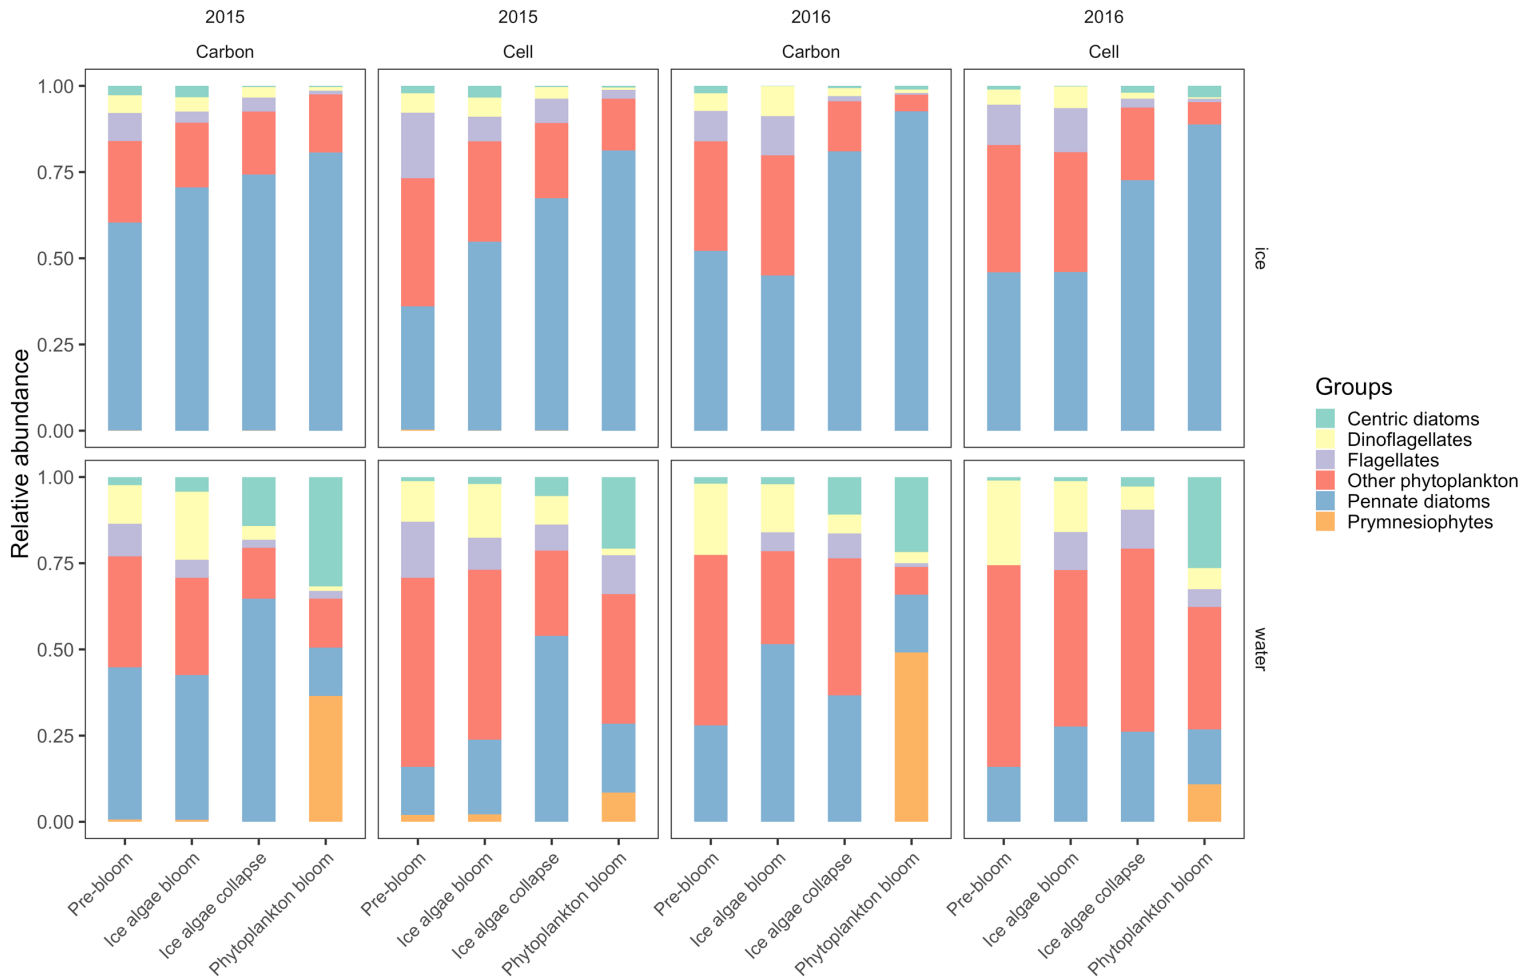 2015 2015 2016 2016
Carbon Cell Carbon Cell
1.00
0.75
0.50
0.25
0.00
ice
1.00
0.75
0.50
0.25
0.00
water
Relative abundance
Pre-bloom Ice algae bloom Ice algae collapse Phytoplankton bloom Pre-bloom Ice algae bloom Ice algae collapse Phytoplankton bloom Pre-bloom Ice algae bloom Ice algae collapse Phytoplankton bloom Pre-bloom Ice algae bloom Ice algae collapse Phytoplankton bloom
Groups
Centric diatoms
Dinoflagellates
Flagellates
Other phytoplankton
Pennate diatoms
Prymnesiophytes